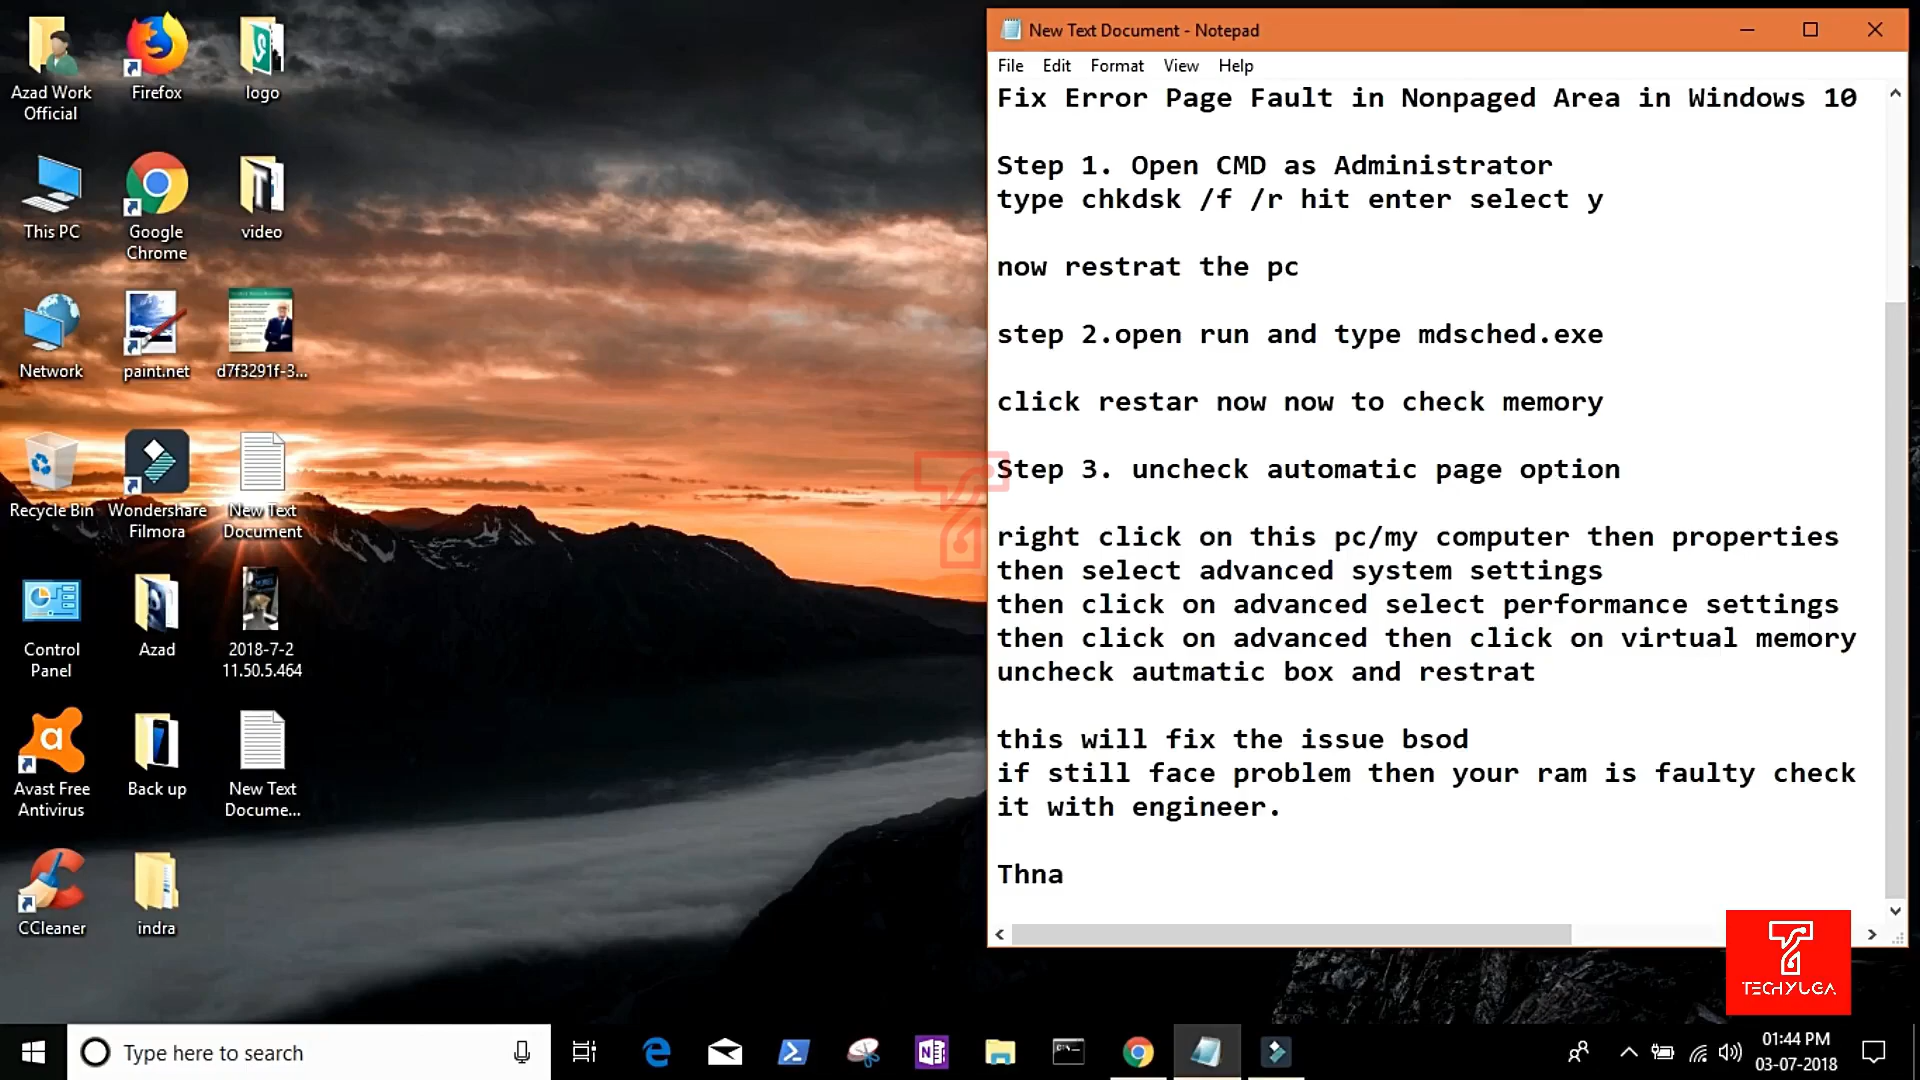 Azad Work
Official
Firefox
logo
This PC
Google
Chrome
video
Network
paint.net
d7f3291f-3...
Recycle Bin
Wondershare
Filmora
New Text
Document
Control
Panel
Azad
2018-7-2
11.50.5.464
Avast Free
Antivirus
Back up
New Text
Docume...
CCleaner
indra
New Text Document - Notepad
File Edit Format View Help
Fix Error Page Fault in Nonpaged Area in Windows 10
Step 1. Open CMD as Administrator
type chkdsk /f /r hit enter select y
now restrat the pc
step 2.open run and type mdsched.exe
click restar now now to check memory
Step 3. uncheck automatic page option
right click on this pc/my computer then properties
then select advanced system settings
then click on advanced select performance settings
then click on advanced then click on virtual memory
uncheck autmatic box and restrat
this will fix the issue bsod
if still face problem then your ram is faulty check
it with engineer.
Thna
TECHYUGA
Type here to search
01:44 PM
03-07-2018